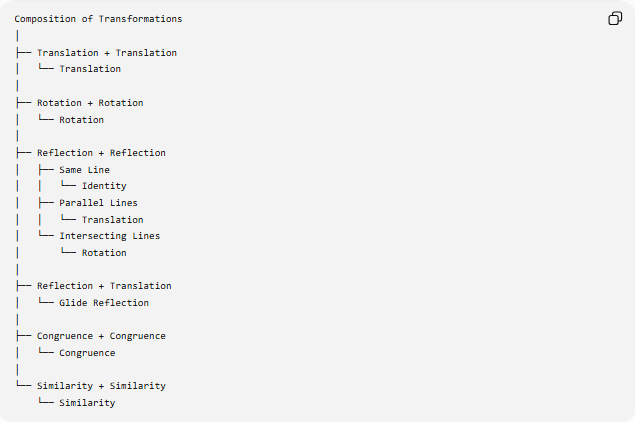 Composition of Transformations
│
├── Translation + Translation
│   └── Translation
│
├── Rotation + Rotation
│   └── Rotation
│
├── Reflection + Reflection
│   ├── Same Line
│   │   └── Identity
│   ├── Parallel Lines
│   │   └── Translation
│   └── Intersecting Lines
│       └── Rotation
│
├── Reflection + Translation
│   └── Glide Reflection
│
├── Congruence + Congruence
│   └── Congruence
│
└── Similarity + Similarity
    └── Similarity